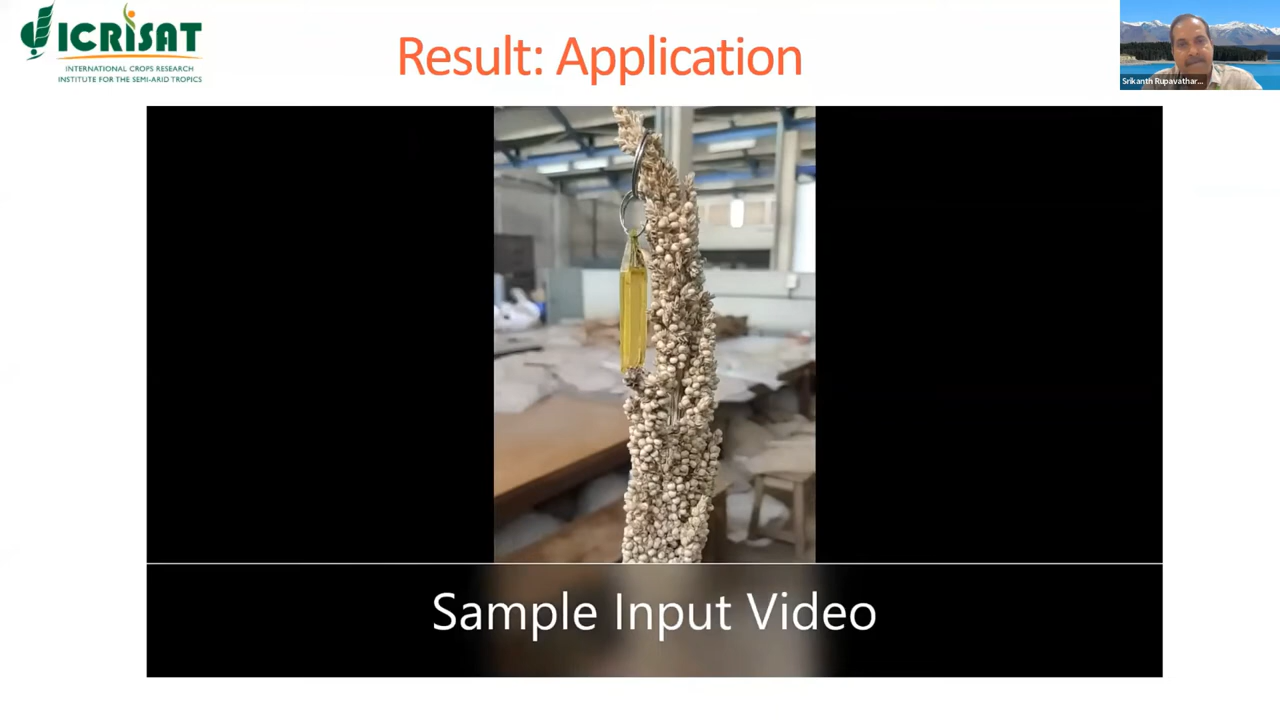 ICRISAT
INTERNATIONAL CROPS RESEARCH
INSTITUTE FOR THE SEMI-ARID TROPICS
Result: Application
Srikanth Rupavathar...
Sample Input Video